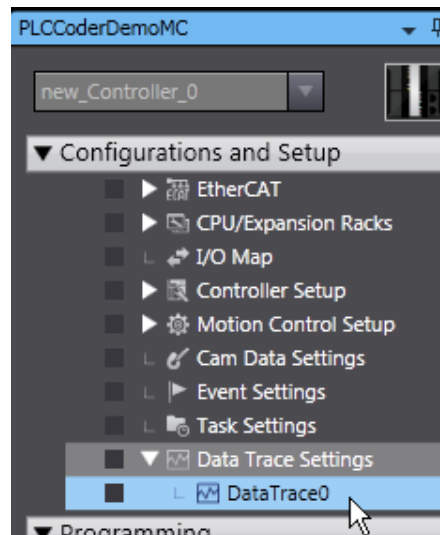 PLCCoderDemoMC
new_Controller_0
Configurations and Setup
EtherCAT
CPU/Expansion Racks
I/O Map
Controller Setup
Motion Control Setup
Cam Data Settings
Event Settings
Task Settings
Data Trace Settings
DataTrace0
Programming